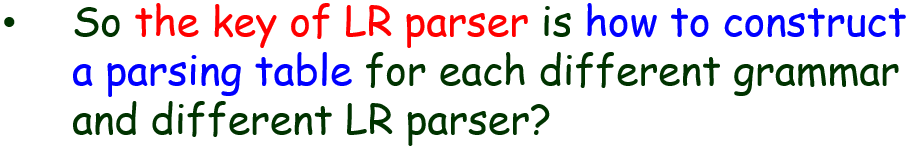 • So the key of LR parser is how to construct
a parsing table for each different grammar
and different LR parser?